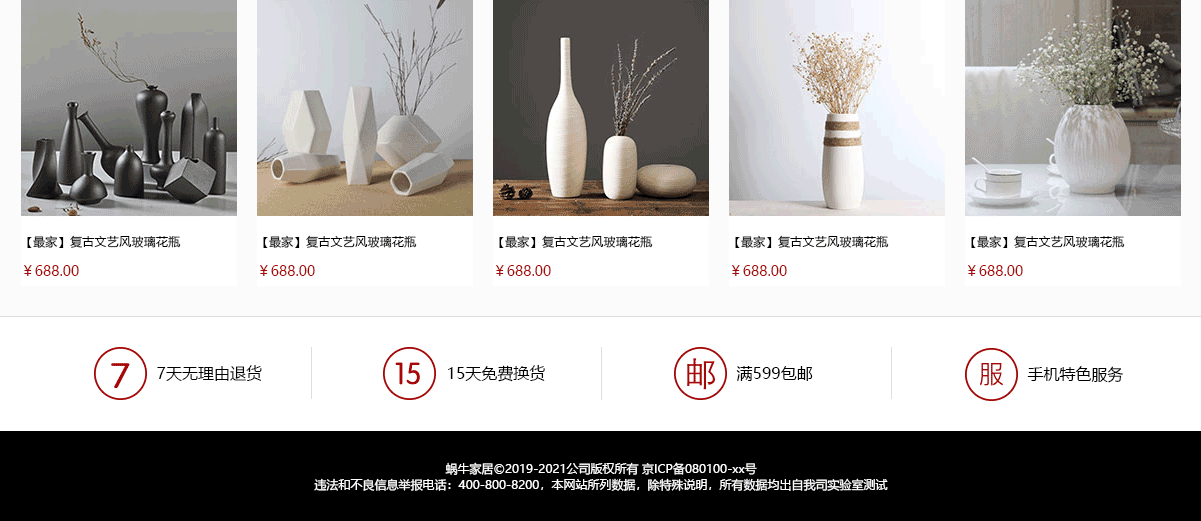 【最家】复古文艺风玻璃花瓶
【最家】复古文艺风玻璃花瓶
【最家】复古文艺风玻璃花瓶
【最家】复古文艺风玻璃花瓶
【最家】复古文艺风玻璃花瓶
￥688.00
￥688.00
￥688.00
￥688.00
￥688.00
7 7天无理由退货
15 15天免费换货
邮 满599包邮
服 手机特色服务
蜗牛家居©2019-2021公司版权所有 京ICP备080100-xx号
违法和不良信息举报电话：400-800-8200，本网站所列数据，除特殊说明，所有数据均出自我司实验室测试